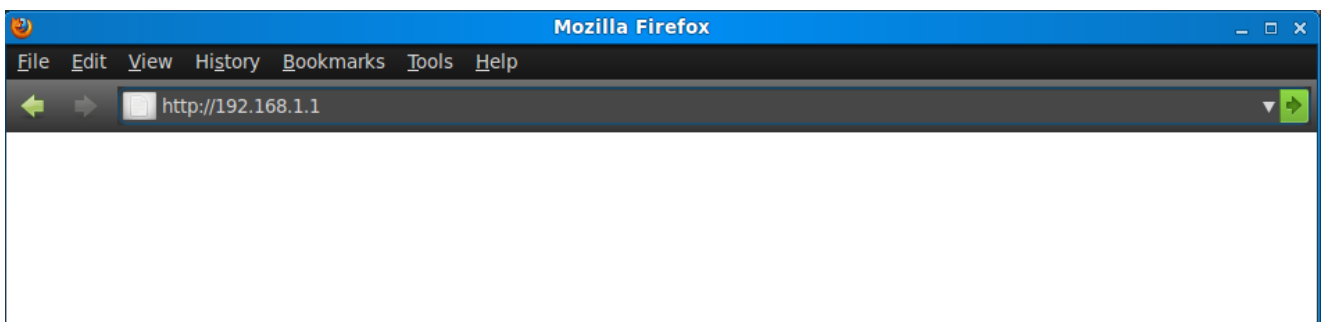 Mozilla Firefox
File Edit View History Bookmarks Tools Help
http://192.168.1.1